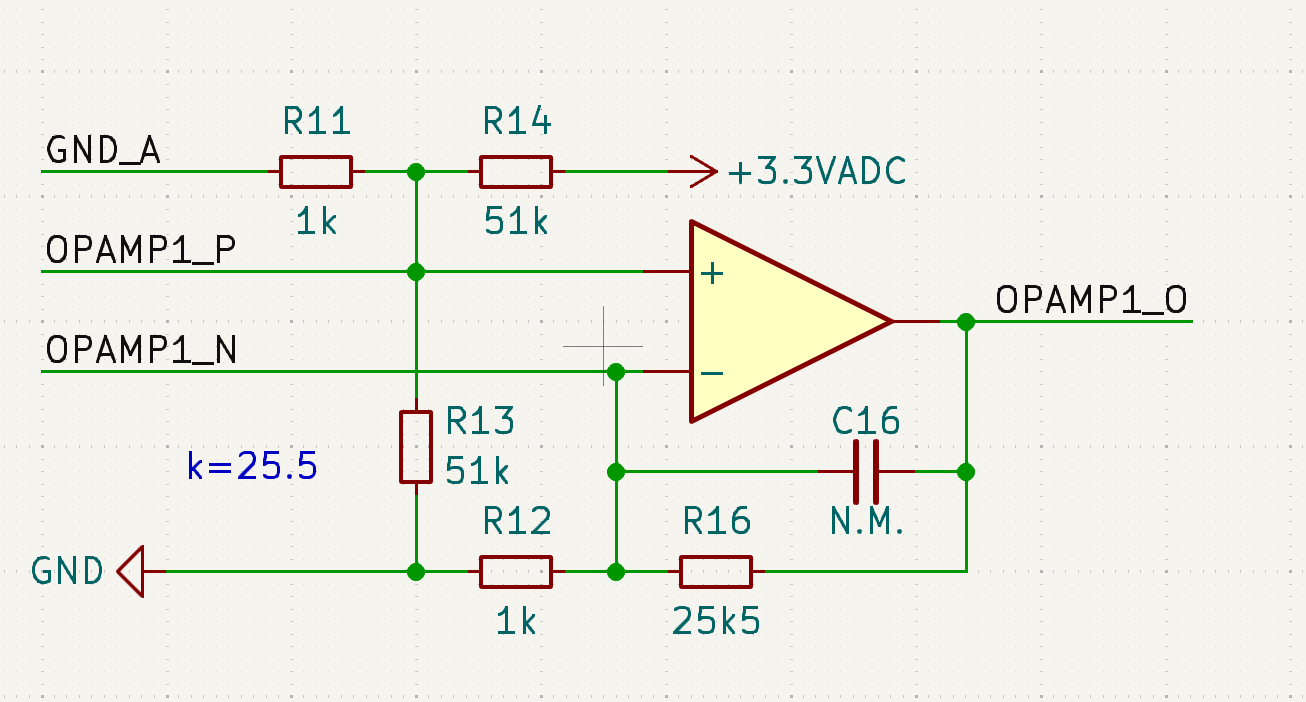 R11
R14
GND_A
+3.3VADC
1k
51k
OPAMP1_P
+
OPAMP1_O
OPAMP1_N
−
R13
C16
k=25.5
51k
R12
R16
N.M.
GND
1k
25k5